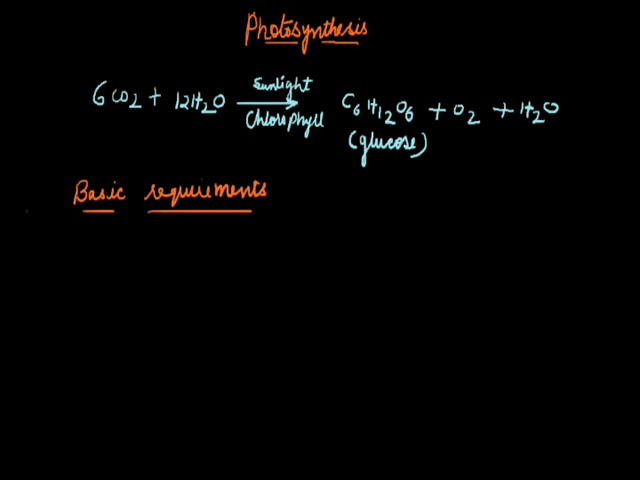 Photosynthesis
6CO2 + 12H2O Sunlight Chlorophyll → C6H12O6 + O2 + H2O
(glucose)
Basic requirements